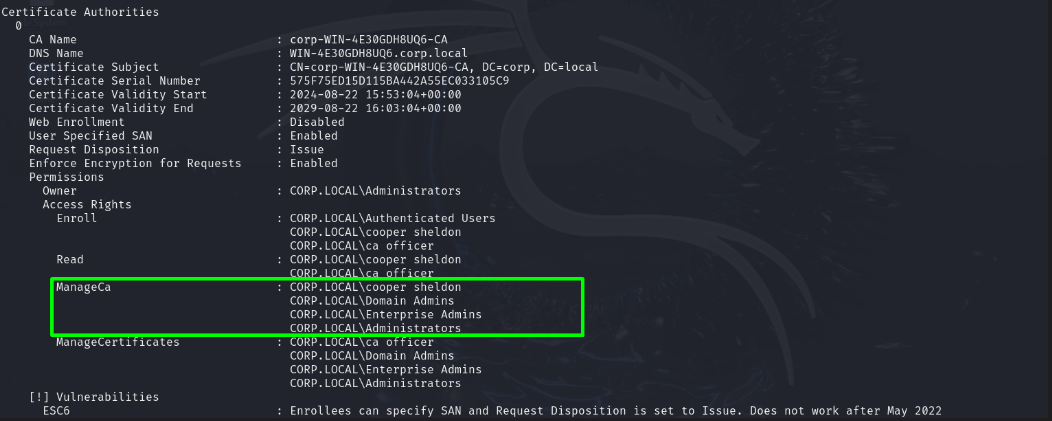 Certificate Authorities
0
CA Name : corp-WIN-4E30GDH8UQ6-CA
DNS Name : WIN-4E30GDH8UQ6.corp.local
Certificate Subject : CN=corp-WIN-4E30GDH8UQ6-CA, DC=corp, DC=local
Certificate Serial Number : 575F75ED15D115BA442A55EC033105C9
Certificate Validity Start : 2024-08-22 15:53:04+00:00
Certificate Validity End : 2029-08-22 16:03:04+00:00
Web Enrollment : Disabled
User Specified SAN : Enabled
Request Disposition : Issue
Enforce Encryption for Requests : Enabled
Permissions
Owner : CORP.LOCAL\Administrators
Access Rights
Enroll : CORP.LOCAL\Authenticated Users
CORP.LOCAL\cooper sheldon
CORP.LOCAL\ca officer
Read : CORP.LOCAL\cooper sheldon
CORP.LOCAL\ca officer
ManageCa : CORP.LOCAL\cooper sheldon
CORP.LOCAL\Domain Admins
CORP.LOCAL\Enterprise Admins
CORP.LOCAL\Administrators
ManageCertificates : CORP.LOCAL\ca officer
CORP.LOCAL\Domain Admins
CORP.LOCAL\Enterprise Admins
CORP.LOCAL\Administrators
[!] Vulnerabilities
ESC6 : Enrollees can specify SAN and Request Disposition is set to Issue. Does not work after May 2022